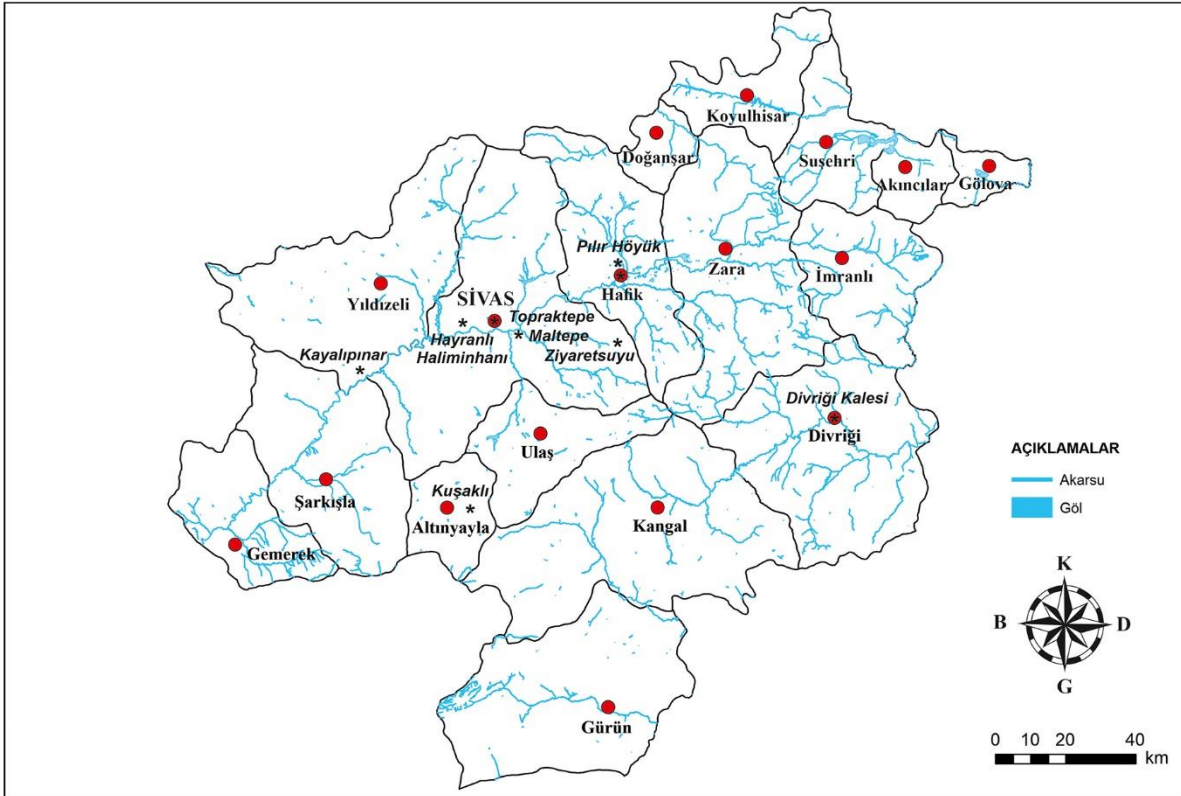 Koyulhisar
Doğanşar
Suşehri
Akıncılar
Gölova
Pılır Höyük
Hafik
Zara
İmranlı
Yıldızeli
SİVAS
Topraktepe
Maltepe
Ziyaretsuyu
Hayranlı
Haliminhanı
Kayalıpınar
Divriği Kalesi
Divriği
Ulaş
Şarkışla
Kuşaklı
Altınyayla
Kangal
Gemerek
Gürün
AÇIKLAMALAR
Akarsu
Göl
K
B
D
G
0 10 20 40
km